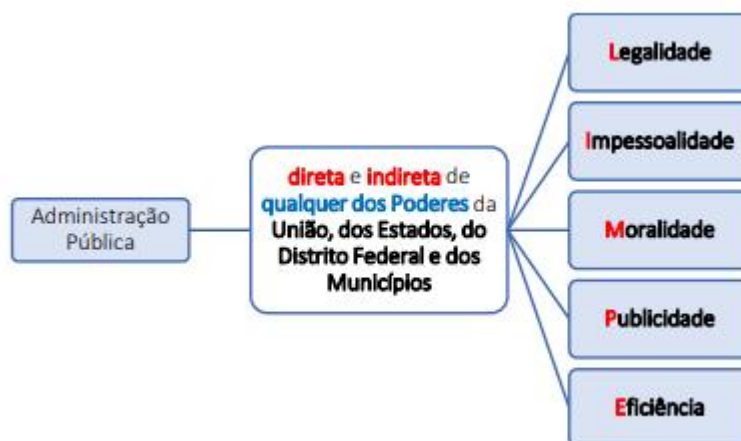 Administração
Pública
direta e indireta de
qualquer dos Poderes da
União, dos Estados, do
Distrito Federal e dos
Municípios
Legalidade
Impessoalidade
Moralidade
Publicidade
Eficiência